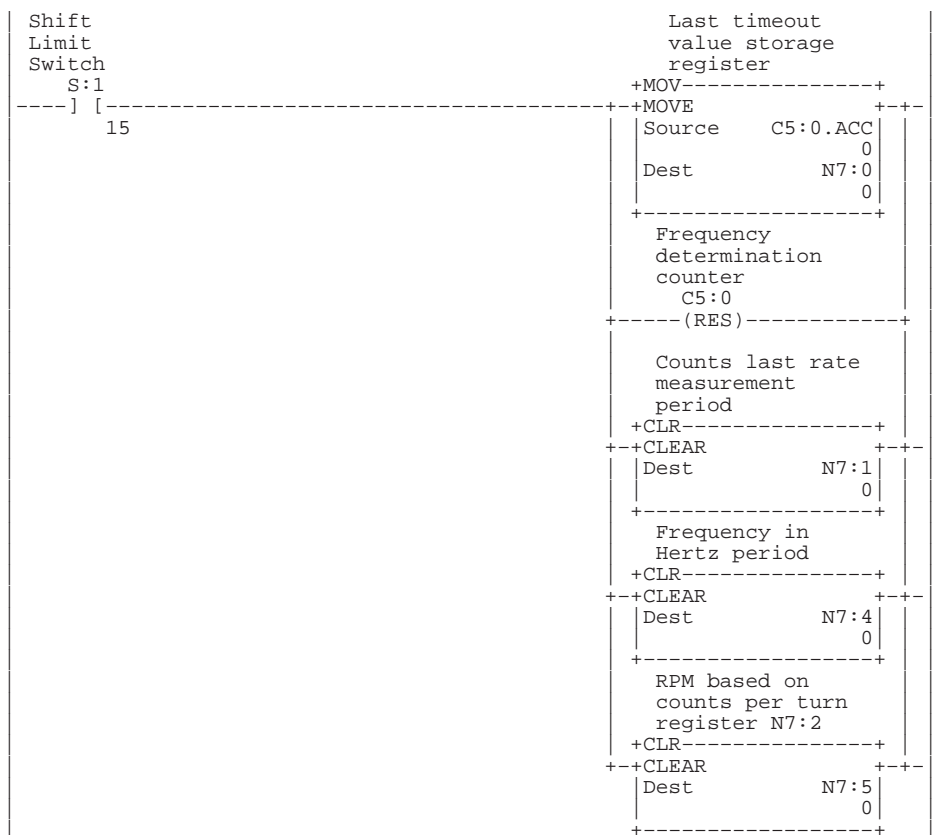 Shift Last timeout
Limit value storage
Switch register
S:1 +MOV---------------+
----] [--------------------------------------+-+MOVE +-+-
15 | |Source C5:0.ACC| |
| | 0| |
| |Dest N7:0| |
| | 0| |
| +------------------+ |
| Frequency |
| determination |
| counter |
| C5:0 |
+-----(RES)------------+
| |
| Counts last rate |
| measurement |
| period |
| +CLR---------------+ |
+-+CLEAR +-+-
| |Dest N7:1| |
| | 0| |
| +------------------+ |
| Frequency in |
| Hertz period |
| +CLR---------------+ |
+-+CLEAR +-+-
| |Dest N7:4| |
| | 0| |
| +------------------+ |
| RPM based on |
| counts per turn |
| register N7:2 |
| +CLR---------------+ |
+-+CLEAR +-+-
|Dest N7:5|
| 0|
+------------------+